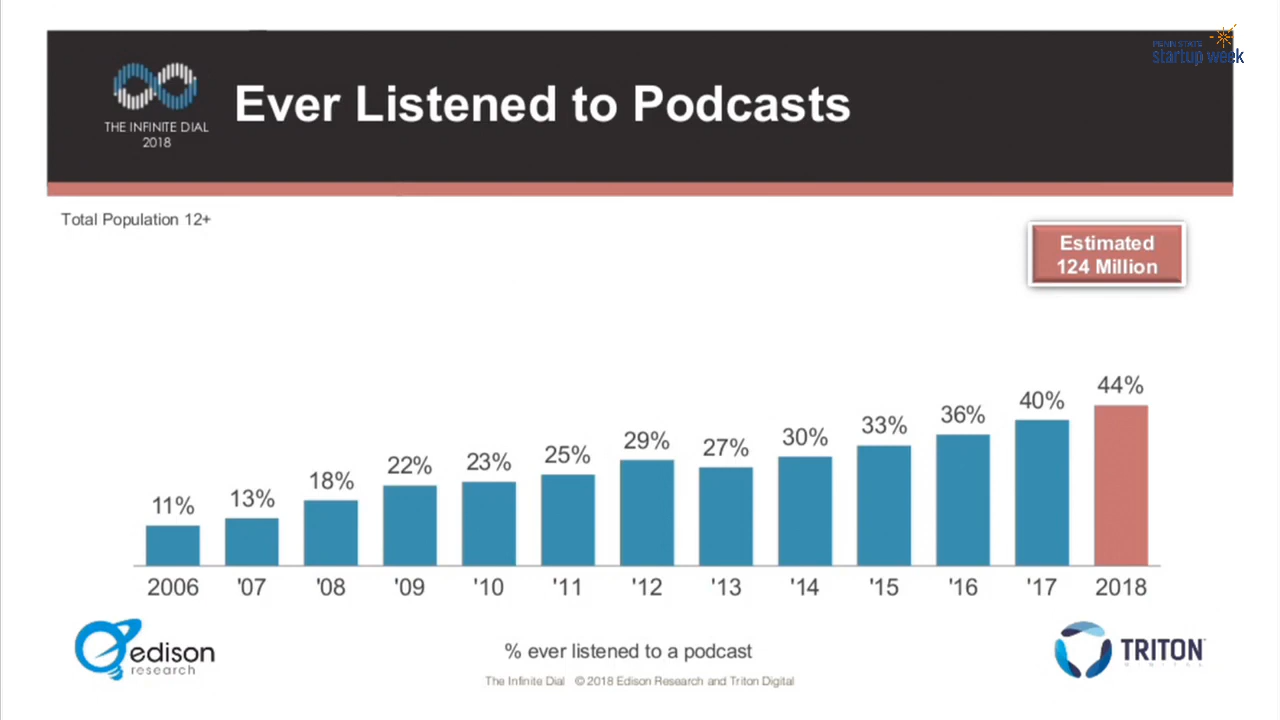 PENN STATE
startup week
THE INFINITE DIAL
2018
Ever Listened to Podcasts
Total Population 12+
Estimated
124 Million
11% 13% 18% 22% 23% 25% 29% 27% 30% 33% 36% 40% 44%
2006 '07 '08 '09 '10 '11 '12 '13 '14 '15 '16 '17 2018
edison
research
% ever listened to a podcast
The Infinite Dial © 2018 Edison Research and Triton Digital
TRITON
DIGITAL